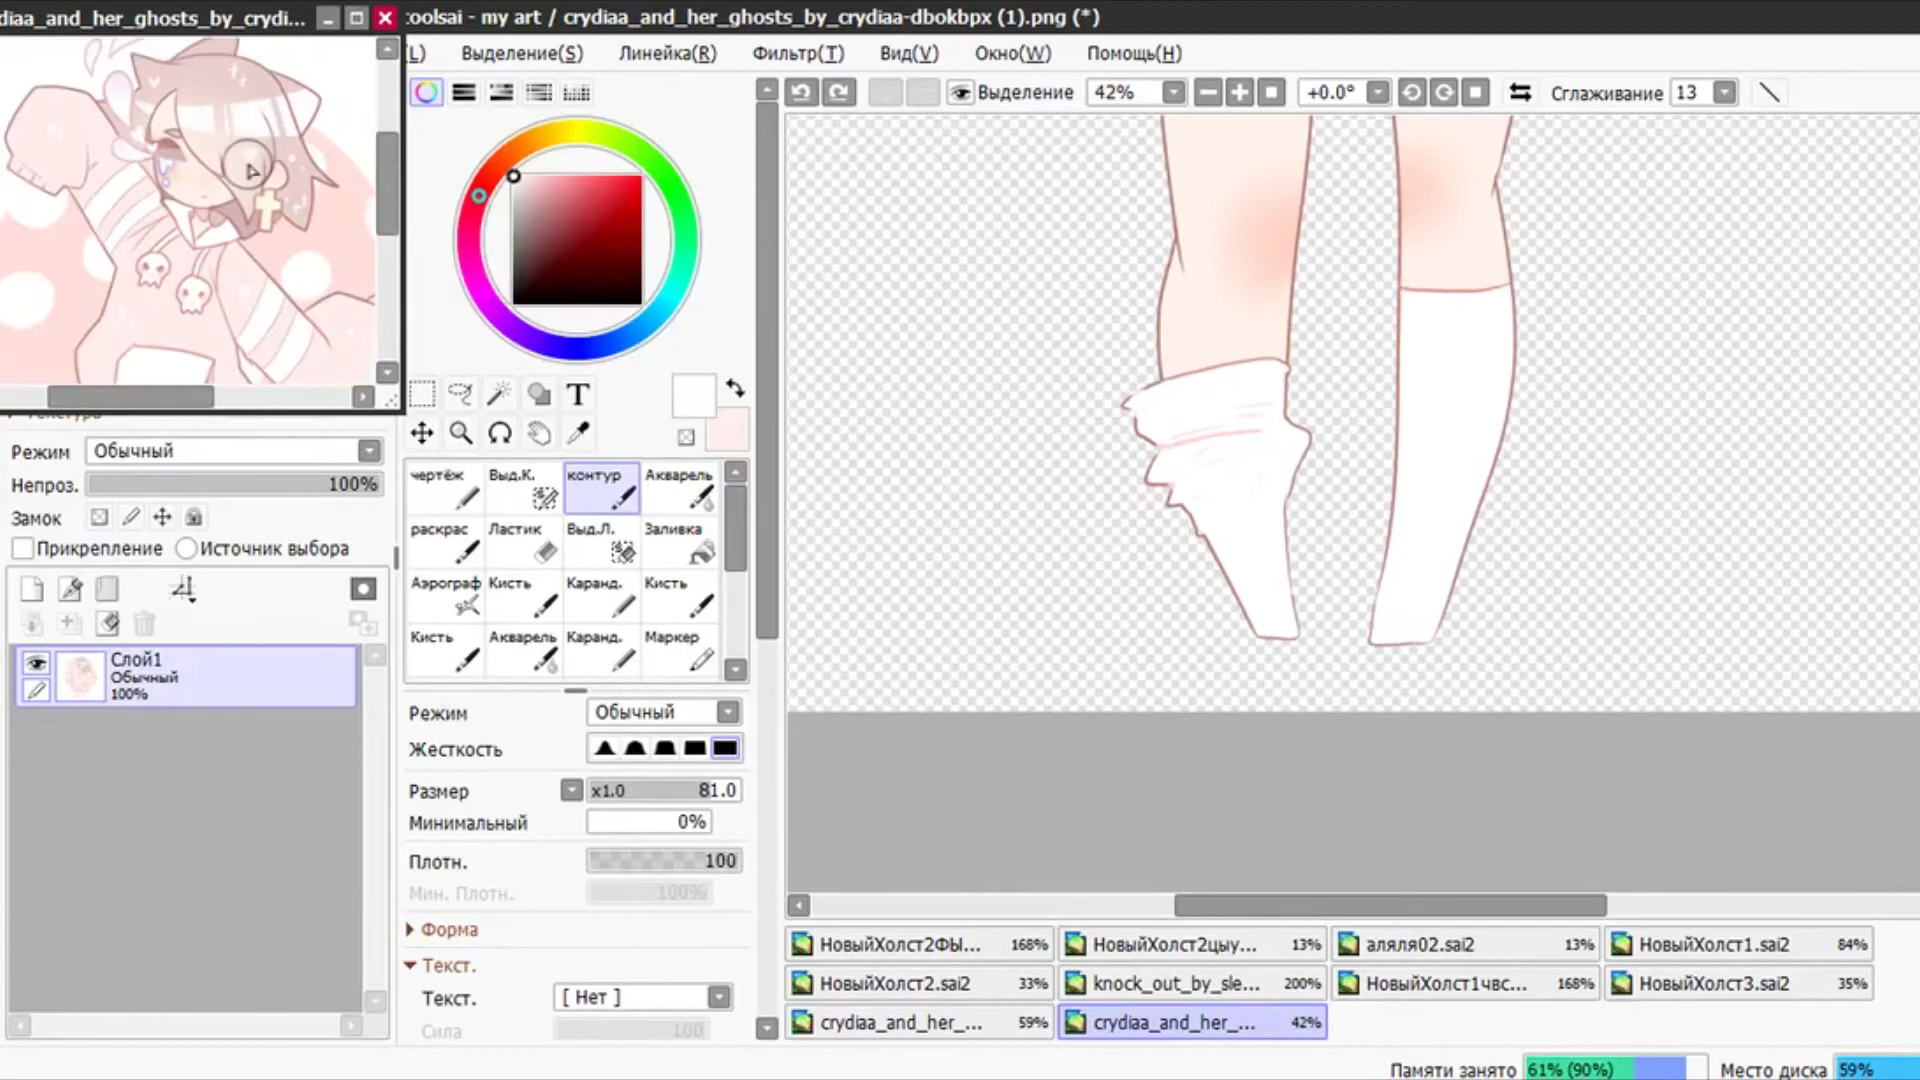 diaa_and_her_ghosts_by_crydi...
toolsai - my art / crydiaa_and_her_ghosts_by_crydiaa-dbokbpx (1).png (*)
L) Выделение(S) Линейка(R) Фильтр(T) Вид(V) Окно(W) Помощь(H)
Выделение 42% +0.0° Сглаживание 13
T
Режим Обычный
Непроз. 100%
Замок
Прикрепление Источник выбора
Слой1
Обычный
100%
чертёж Выд.К. контур Акварель
раскрас Ластик Выд.Л. Заливка
Аэрограф Кисть Каранд. Кисть
Кисть Акварель Каранд. Маркер
Режим Обычный
Жесткость
Размер x1.0 81.0
Минимальный 0%
Плотн. 100
Мин. Плотн. 100%
Форма
Текст.
Текст. [ Нет ]
Сила 100
НовыйХолст2ФЫ... 168% НовыйХолст2цыу... 13% аляля02.sai2 13% НовыйХолст1.sai2 84%
НовыйХолст2.sai2 33% knock_out_by_sle... 200% НовыйХолст1чвс... 168% НовыйХолст3.sai2 35%
crydiaa_and_her_... 59% crydiaa_and_her_... 42%
Памяти занято 61% (90%) Место диска 59%